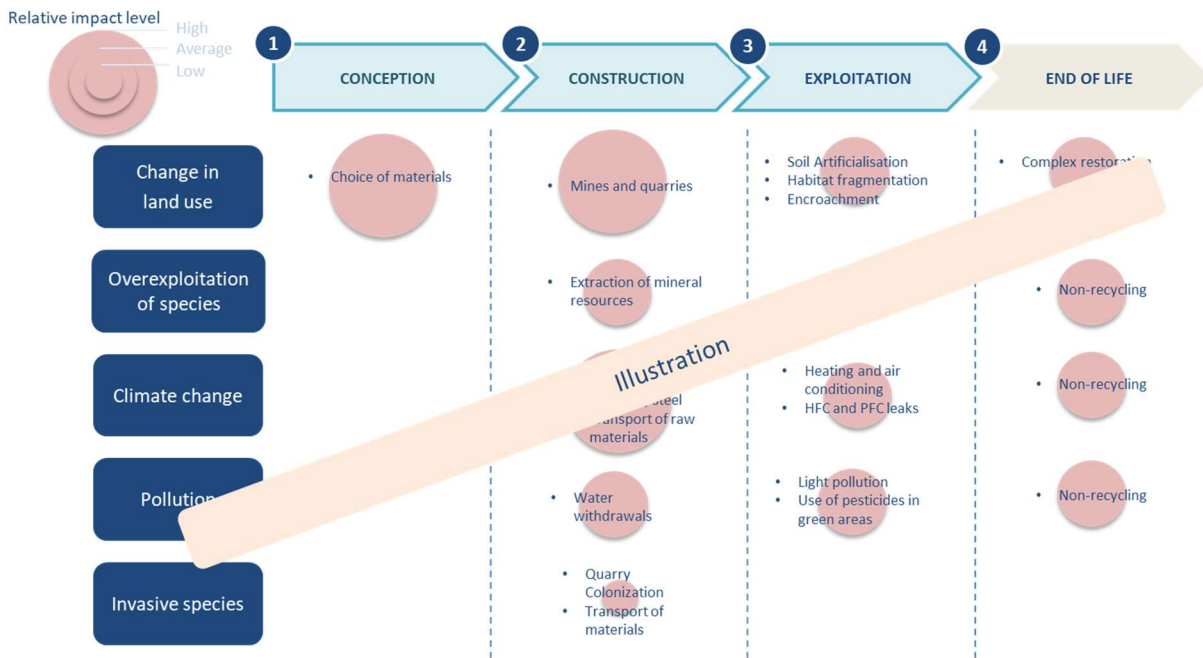 Relative impact level
High
Average
Low
1
2
3
4
CONCEPTION
CONSTRUCTION
EXPLOITATION
END OF LIFE
Change in
land use
• Choice of materials
• Mines and quarries
• Soil Artificialisation
• Habitat fragmentation
• Encroachment
• Complex restoration
Overexploitation
of species
• Extraction of mineral
resources
• Non-recycling
Illustration
Climate change
steel
of raw
materials
• Heating and air
conditioning
• HFC and PFC leaks
• Non-recycling
Pollution
• Water
withdrawals
• Light pollution
• Use of pesticides in
green areas
• Non-recycling
Invasive species
• Quarry
Colonization
• Transport of
materials